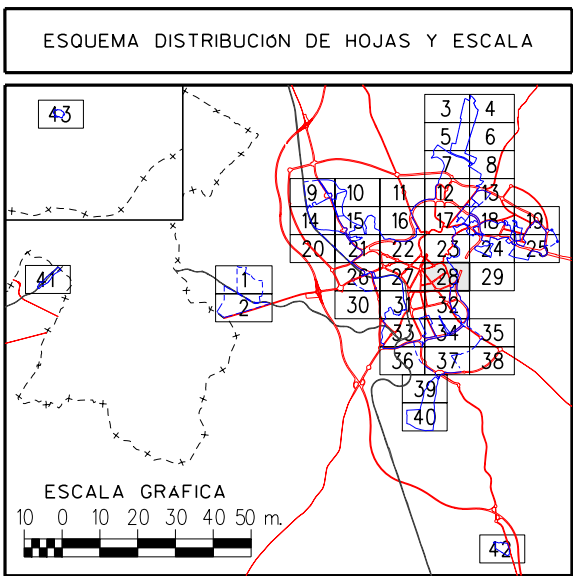 ESQUEMA DISTRIBUCIóN DE HOJAS Y ESCALA
43
3 4
5 6
7 8
9 10 11 12 13
14 15 16 17 18 19
20 21 22 23 24 25
41 1 26 27 28 29
2 30 31 32
33 34 35
36 37 38
39
40
ESCALA GRÁFICA
10 0 10 20 30 40 50 m.
42